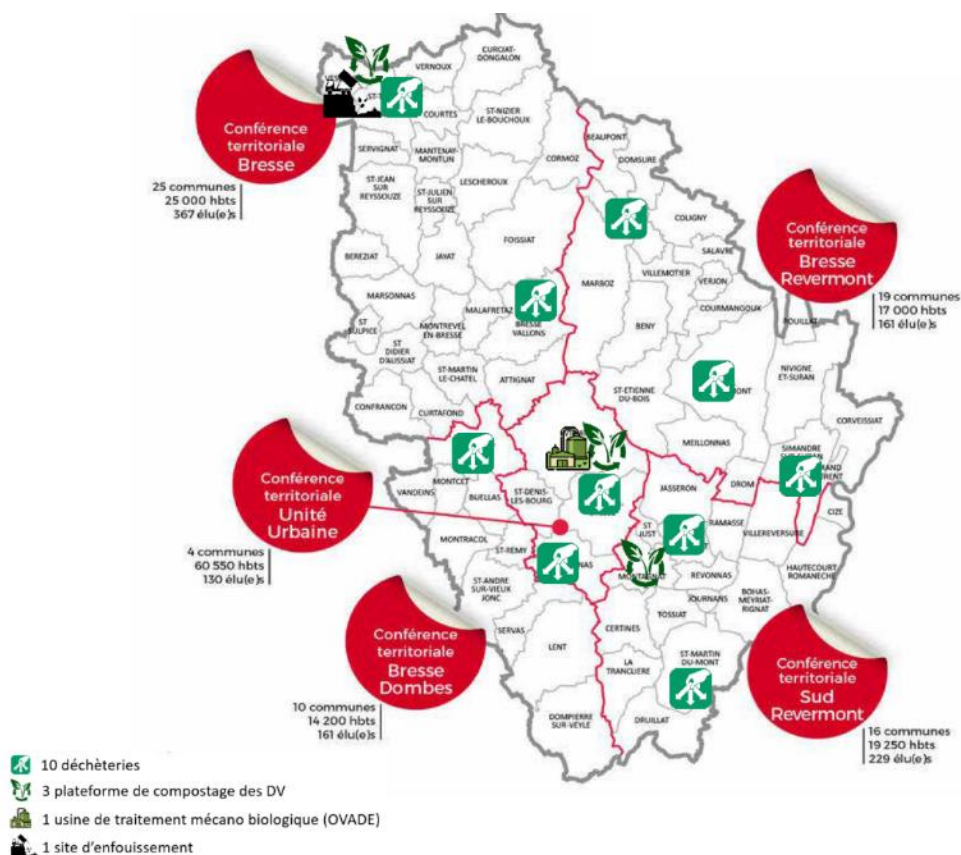 CURCIAT-
DONGALON
VERNOUX
COURTES
ST-NIZIER
LE-BOUCHOUX
Conférence
territoriale
Bresse
25 communes
25 000 hbts
367 élu(e)s
SERVIGNAT
MANTENAY-
MONTLIN
CORMOZ
BEAUPONT
DOMSURE
ST-JEAN
SUR
REYSSOUZE
ST-JULIEN
SUR
REYSSOUZE
LESCHEROUX
COLIGNY
Conférence
territoriale
Bresse
Revermont
19 communes
17 000 hbts
161 élu(e)s
FOISSIAT
SALAVRE
BEREZIAT
JAYAT
MARBOZ
VILLEMOTIER
VERJON
MARSONNAS
MALAFRETAZ
COURMANGOUX
POUILLAT
ST
SULPICE
MONTREVEL
EN-BRESSE
BRESSE
VALLONS
BENY
ST
DIDIER
D'AUSSIAT
ST-MARTIN
LE-CHATEL
ATTIGNAT
NIVIGNE
ET-SURAN
ST-ETIENNE
DU-BOIS
CONFRANCON
CURTAFOND
CORVEISSIAT
MEILLONNAS
SIMANDRE
Conférence
territoriale
Unité
Urbaine
4 communes
60 550 hbts
130 élu(e)s
VANDEINS
MONTCET
BUELLAS
ST-DENIS-
LES-BOURG
JASSERON
DROM
CIZE
ST
JUST
RAMASSE
VILLEREVERSURE
MONTRACOL
ST-REMY
MONTAGNAT
REVONNAS
HAUTECOURT
ROMANECHE
ST-ANDRE
SUR-VIEUX
JONC
JOURNANS
BOHAS-
MEYRIAT-
RIGNAT
TOSSIAT
SERVAS
LENT
CERTINES
Conférence
territoriale
Bresse
Dombes
10 communes
14 200 hbts
161 élu(e)s
LA
TRANCLIERE
ST-MARTIN
DU-MONT
Conférence
territoriale
Sud
Revermont
16 communes
19 250 hbts
229 élu(e)s
DOMPIERRE
SUR-VEYLE
DRUILLAT
10 déchèteries
3 plateforme de compostage des DV
1 usine de traitement mécano biologique (OVADE)
1 site d'enfouissement